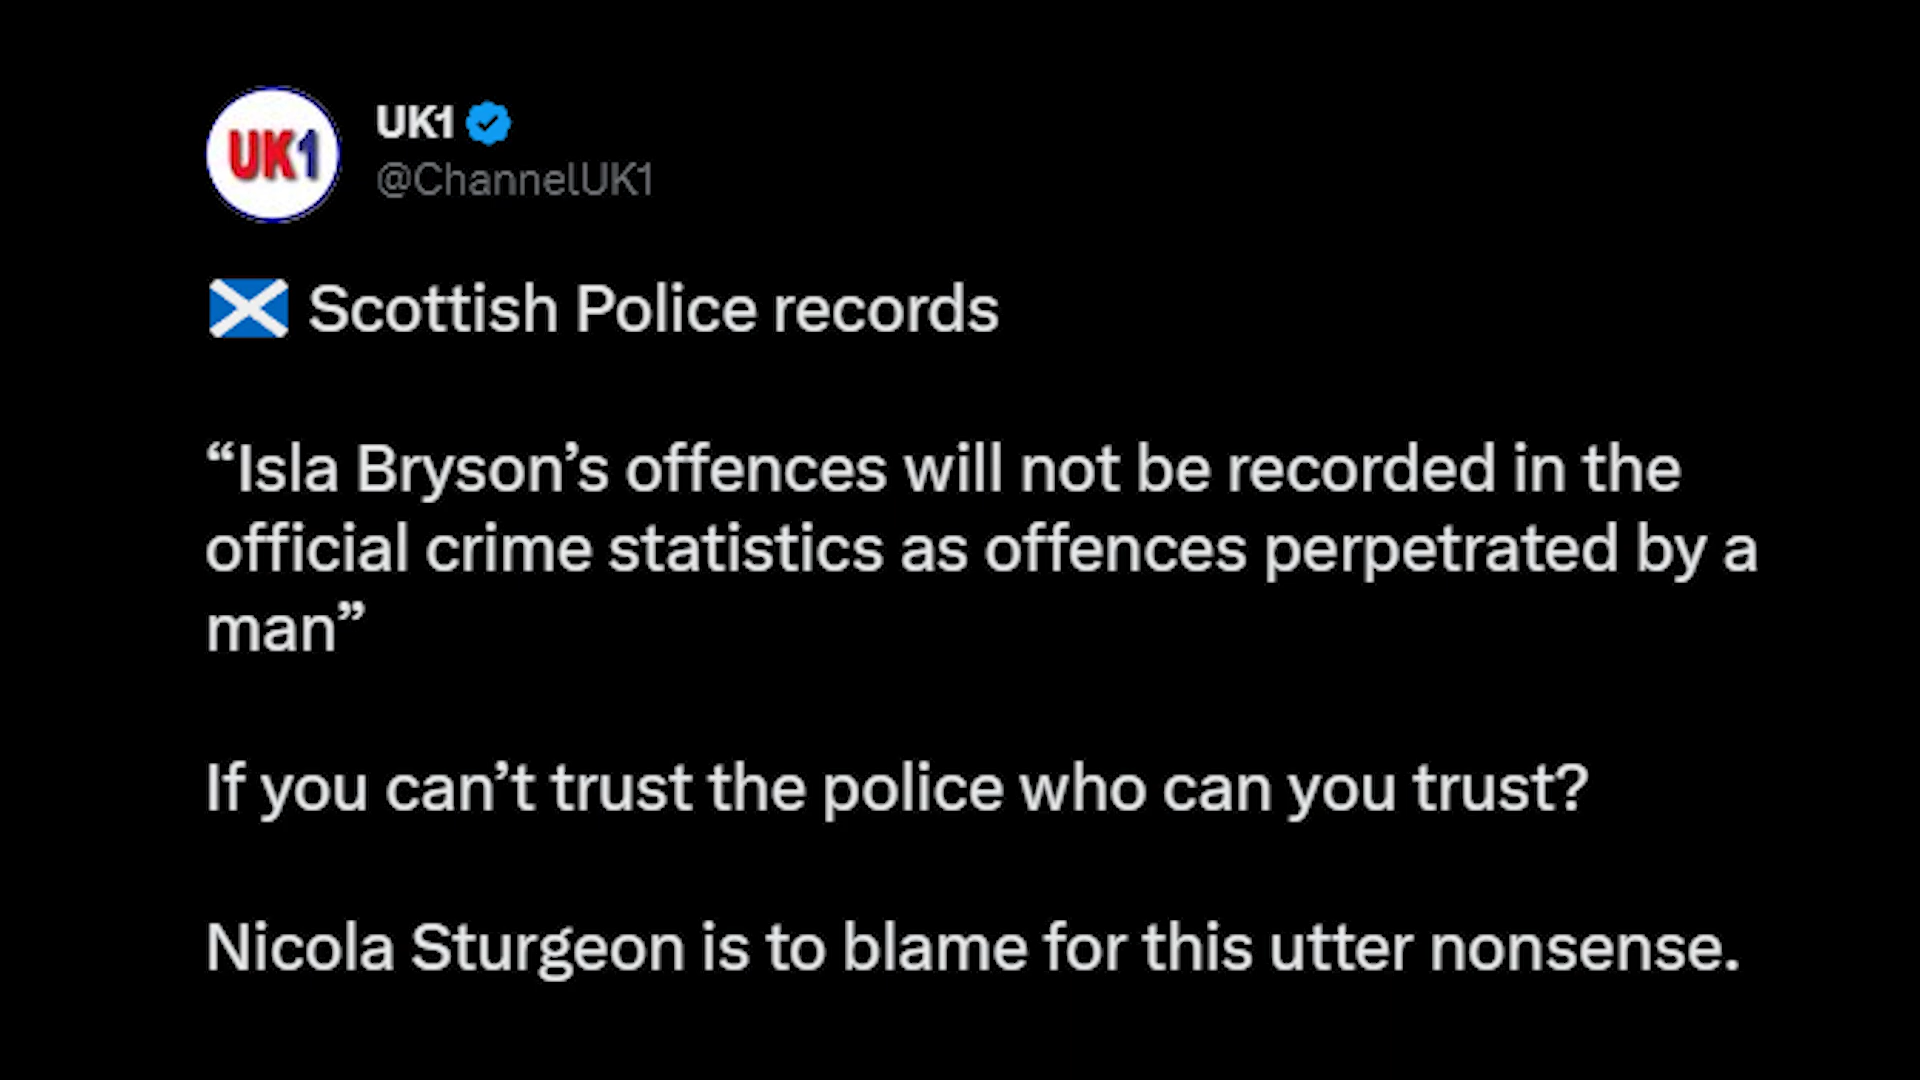 UK1
UK1
@ChannelUK1
Scottish Police records
“Isla Bryson’s offences will not be recorded in the
official crime statistics as offences perpetrated by a
man”
If you can’t trust the police who can you trust?
Nicola Sturgeon is to blame for this utter nonsense.